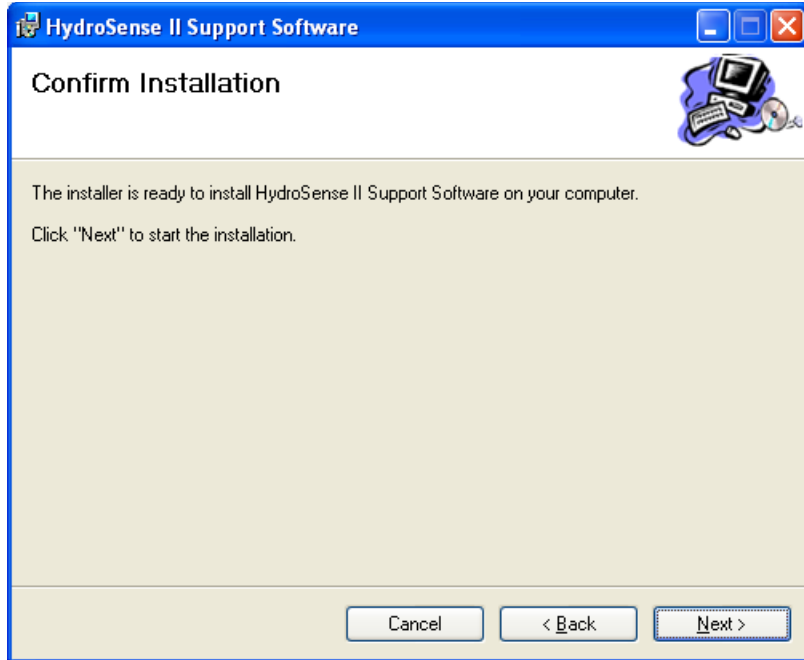 HydroSense II Support Software
Confirm Installation
The installer is ready to install HydroSense II Support Software on your computer.
Click "Next" to start the installation.
Cancel
< Back
Next >